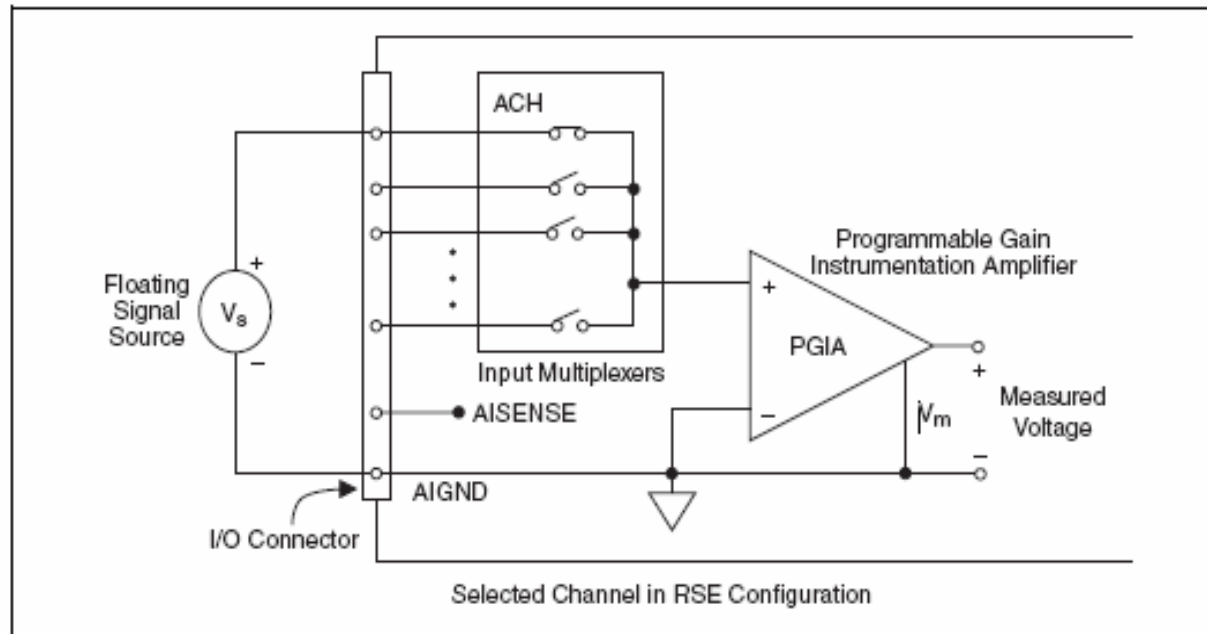 ACH
Floating
Signal
Source
+
Vs
–
Input Multiplexers
AISENSE
AIGND
I/O Connector
Programmable Gain
Instrumentation Amplifier
+
PGIA
–
+
Vm
Measured
Voltage
–
Selected Channel in RSE Configuration